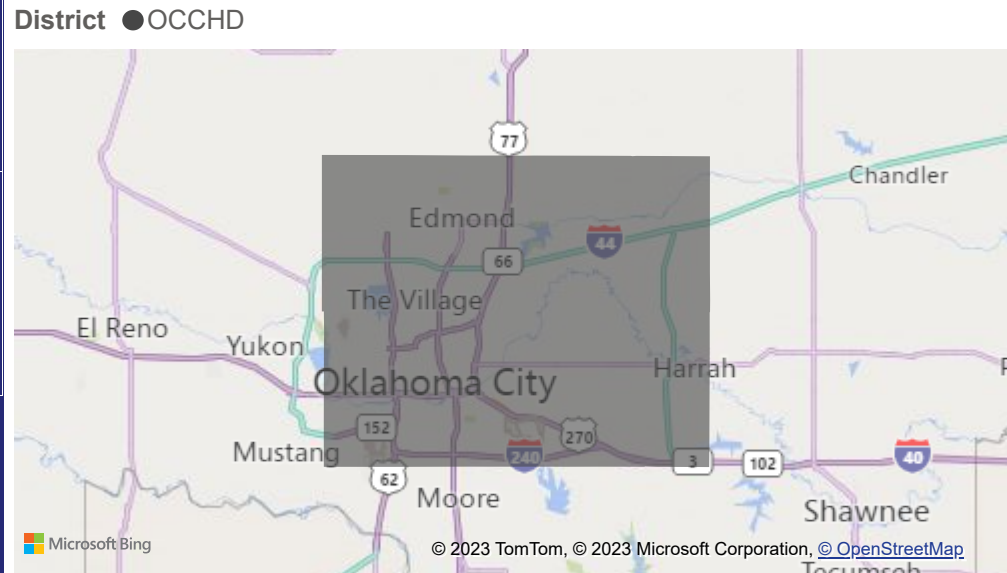 District OCCHD
77
Chandler
Edmond
44
66
The Village
El Reno
Yukon
Harrah
Oklahoma City
152
270
Mustang
240
3
102
40
62
Moore
Shawnee
Microsoft Bing
© 2023 TomTom, © 2023 Microsoft Corporation, © OpenStreetMap
Tecumseh